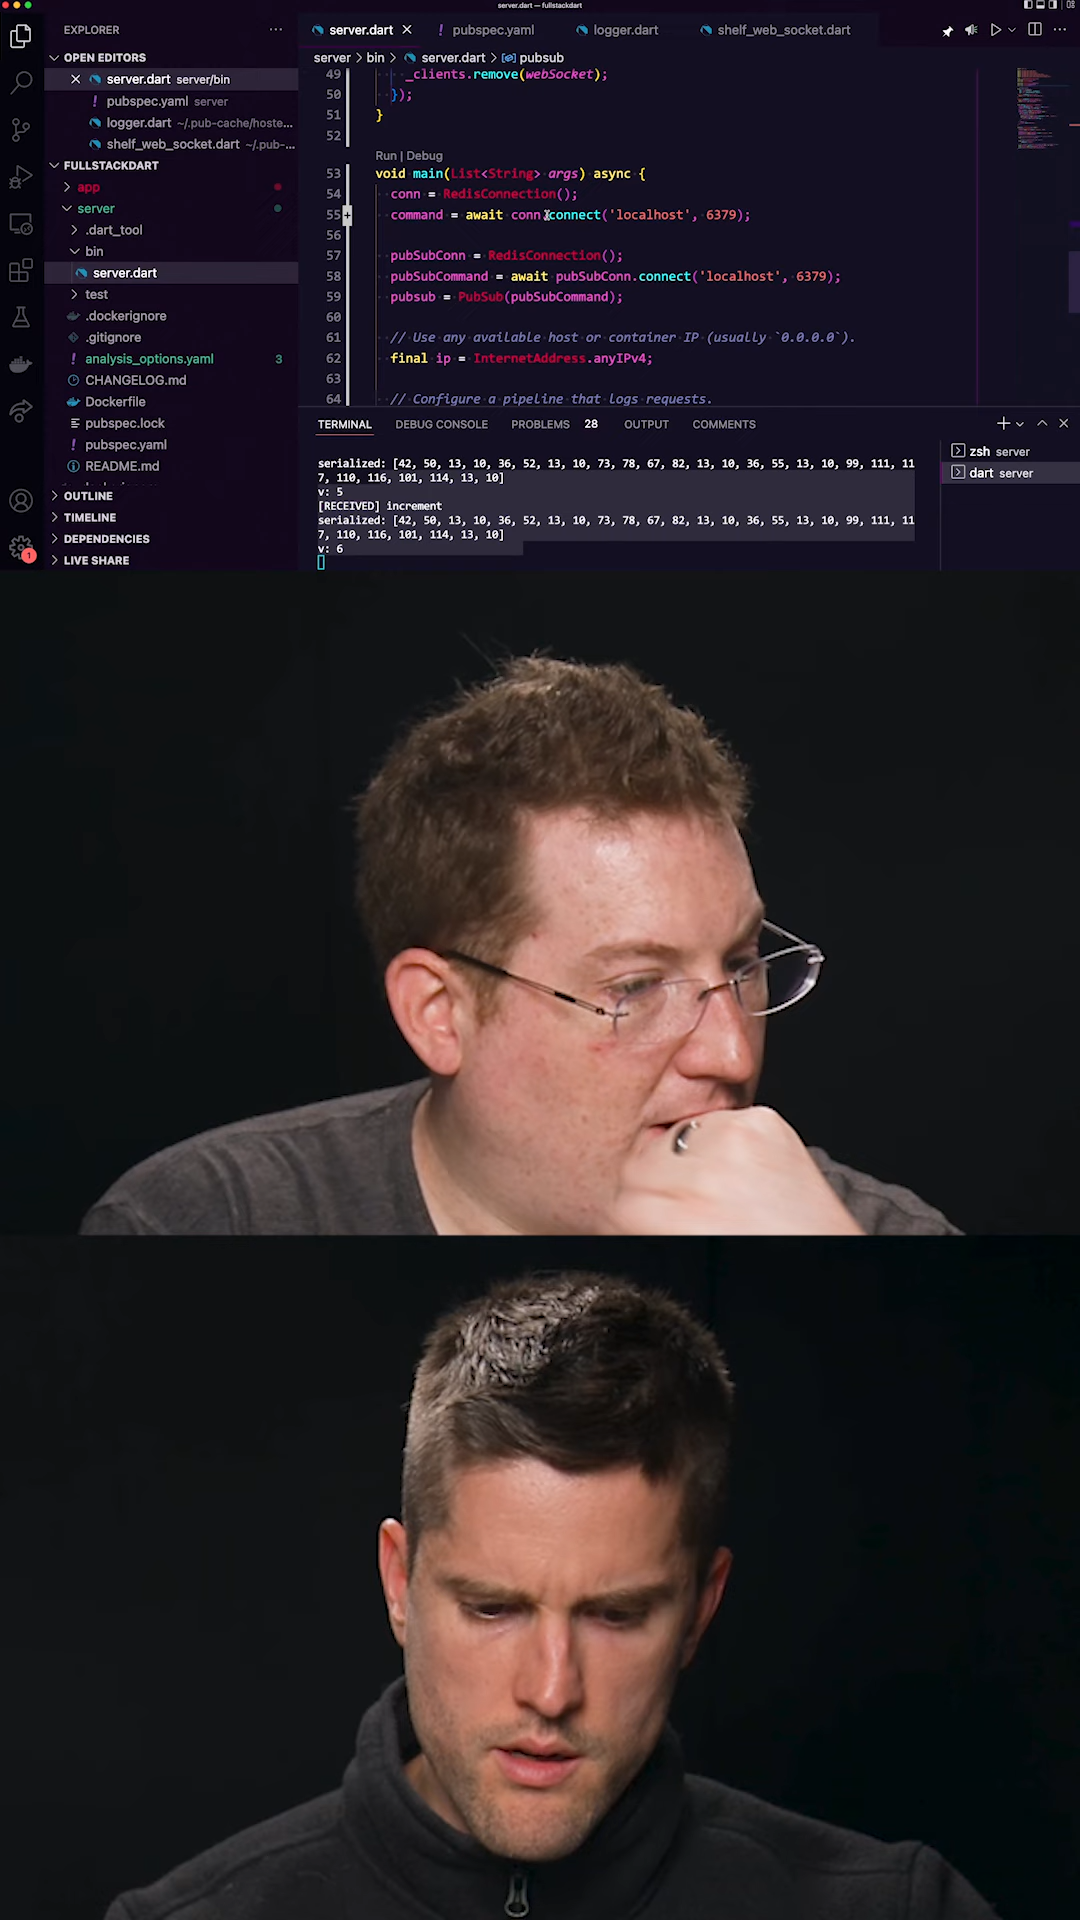 server.dart — fullstackdart
EXPLORER
OPEN EDITORS
server.dart server/bin
! pubspec.yaml server
logger.dart ~/.pub-cache/hoste...
shelf_web_socket.dart ~/.pub-...
FULLSTACKDART
app
server
.dart_tool
bin
server.dart
test
.dockerignore
.gitignore
! analysis_options.yaml 3
CHANGELOG.md
Dockerfile
pubspec.lock
! pubspec.yaml
README.md
OUTLINE
TIMELINE
DEPENDENCIES
LIVE SHARE
1
server.dart
! pubspec.yaml
logger.dart
shelf_web_socket.dart
server > bin > server.dart > pubsub
49 _clients.remove(webSocket);
50 });
51 }
52
Run | Debug
53 void main(List<String> args) async {
54 conn = RedisConnection();
55 command = await conn.connect('localhost', 6379);
56
57 pubSubConn = RedisConnection();
58 pubSubCommand = await pubSubConn.connect('localhost', 6379);
59 pubsub = PubSub(pubSubCommand);
60
61 // Use any available host or container IP (usually `0.0.0.0`).
62 final ip = InternetAddress.anyIPv4;
63
64 // Configure a pipeline that logs requests.
TERMINAL DEBUG CONSOLE PROBLEMS 28 OUTPUT COMMENTS
serialized: [42, 50, 13, 10, 36, 52, 13, 10, 73, 78, 67, 82, 13, 10, 36, 55, 13, 10, 99, 111, 11
7, 110, 116, 101, 114, 13, 10]
v: 5
[RECEIVED] increment
serialized: [42, 50, 13, 10, 36, 52, 13, 10, 73, 78, 67, 82, 13, 10, 36, 55, 13, 10, 99, 111, 11
7, 110, 116, 101, 114, 13, 10]
v: 6
zsh server
dart server